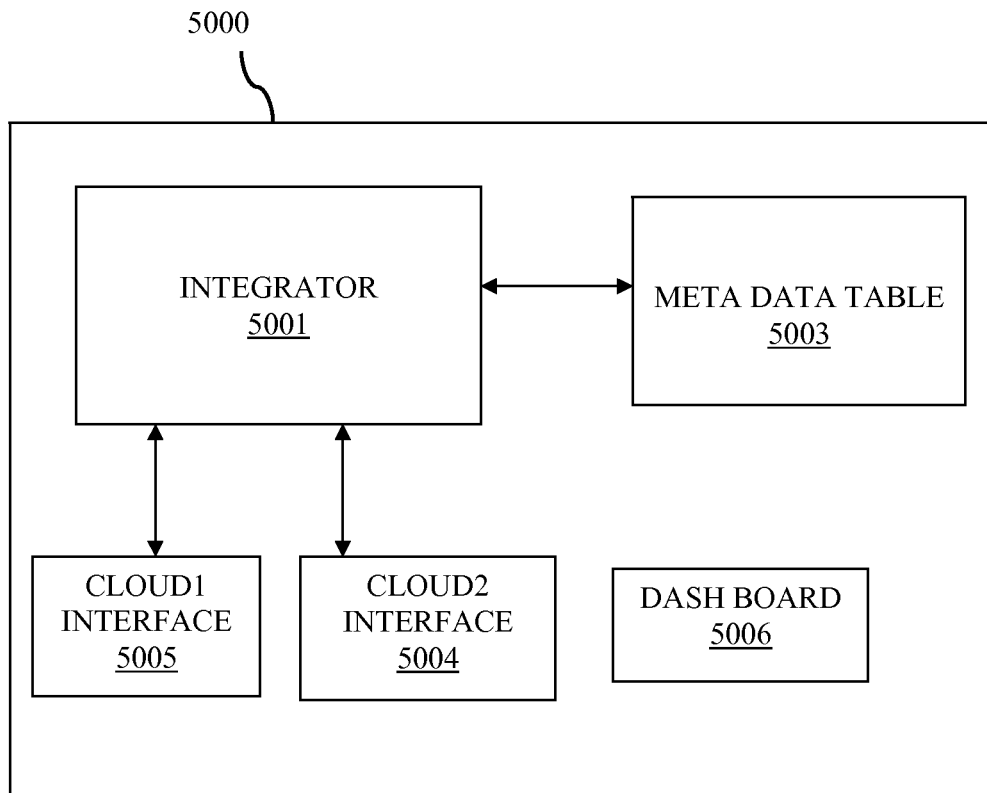 5000
INTEGRATOR
5001
META DATA TABLE
5003
CLOUD1
INTERFACE
5005
CLOUD2
INTERFACE
5004
DASH BOARD
5006